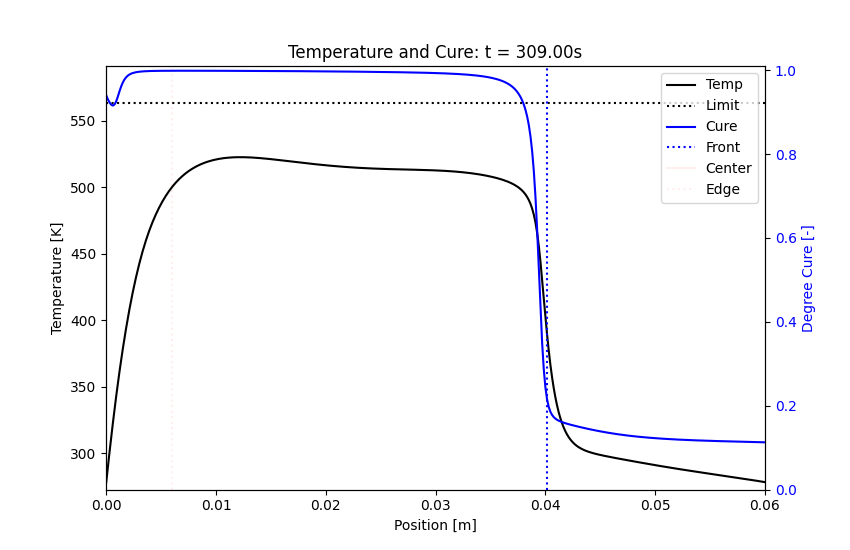 Temperature and Cure: t = 309.00s
Temp
Limit
Cure
Front
Center
Edge
550
500
450
400
350
300
Temperature [K]
1.0
0.8
0.6
0.4
0.2
0.0
Degree Cure [-]
0.00 0.01 0.02 0.03 0.04 0.05 0.06
Position [m]